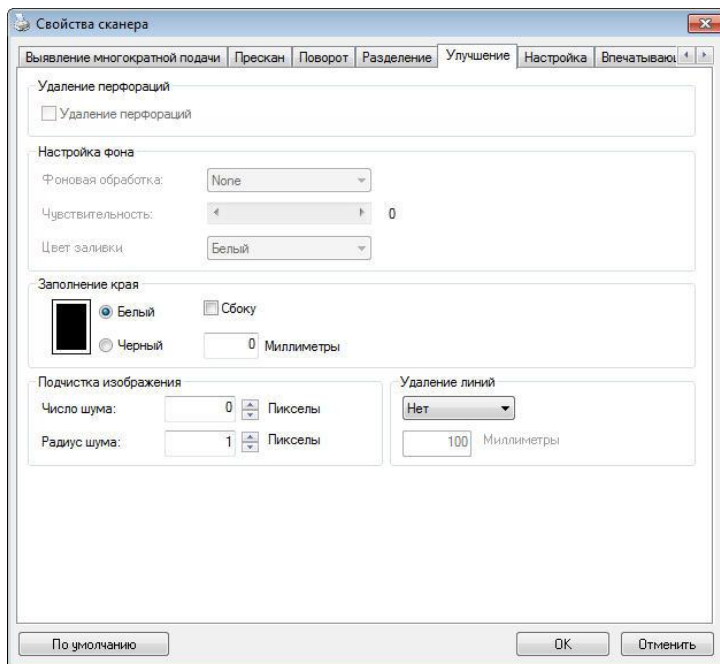 Свойства сканера
Выявление многократной подачи Прескан Поворот Разделение Улучшение Настройка
Удаление перфораций
Удаление перфораций
Настройка фона
Фоновая обработка: None
Чувствительность: 0
Цвет заливки Белый
Заполнение края
Белый Сбоку
Черный 0 Миллиметры
Подчистка изображения Удаление линий
Число шума: 0 Пикселы Нет
Радиус шума: 1 Пикселы 100 Миллиметры
По умолчанию OK Отменить